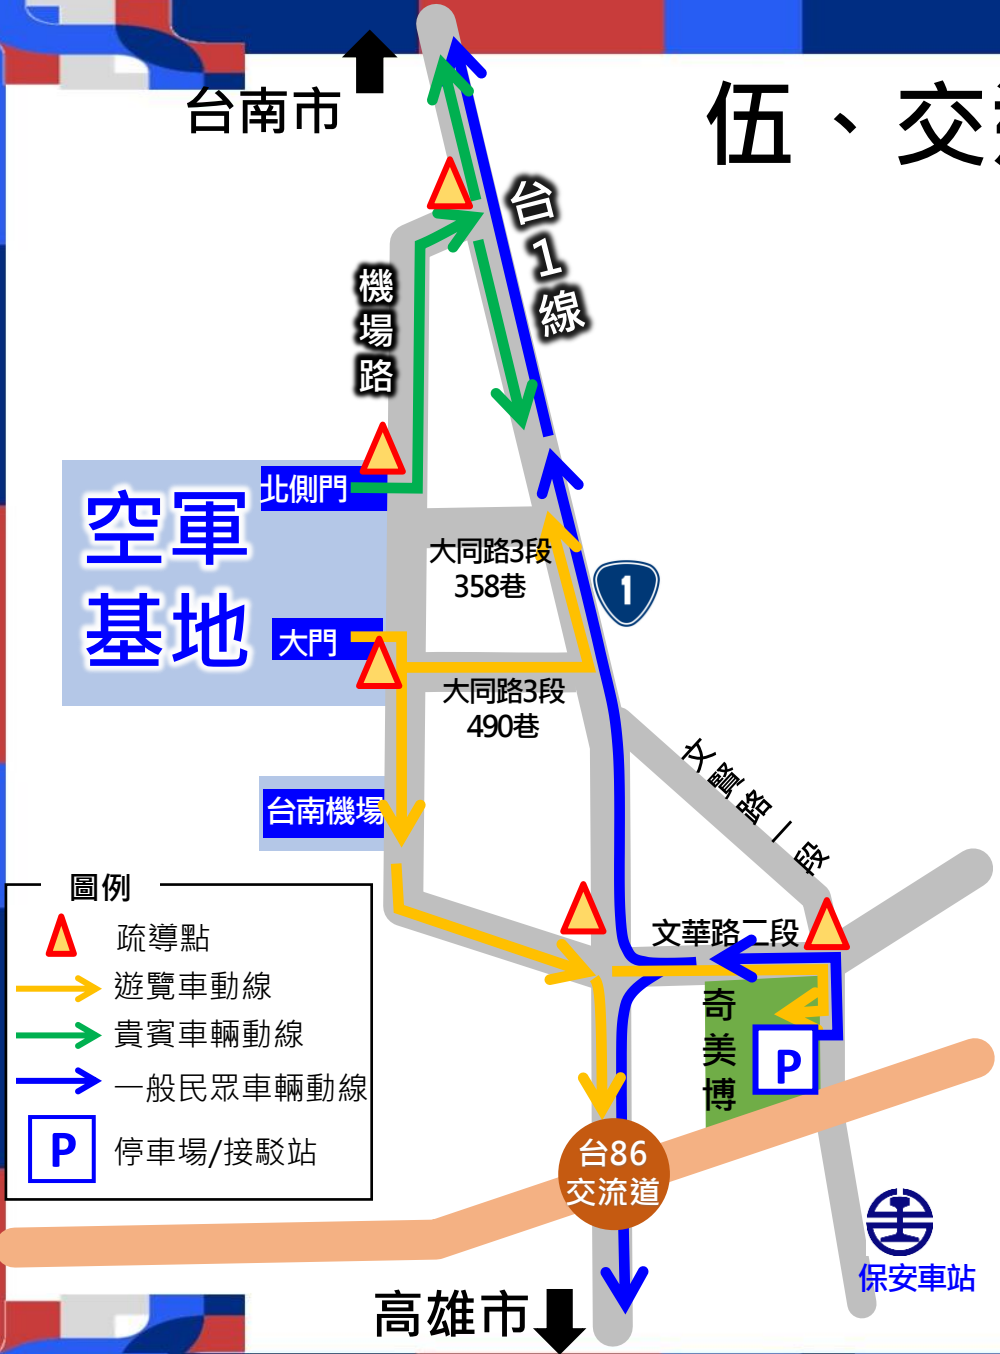 台南市
伍、交
台1線
機場路
北側門
空軍
基地
大同路3段
358巷
1
大門
大同路3段
490巷
文賢路一段
台南機場
圖例
疏導點
遊覽車動線
貴賓車輛動線
一般民眾車輛動線
P
停車場/接駁站
文華路二段
奇美博
P
台86
交流道
保安車站
高雄市